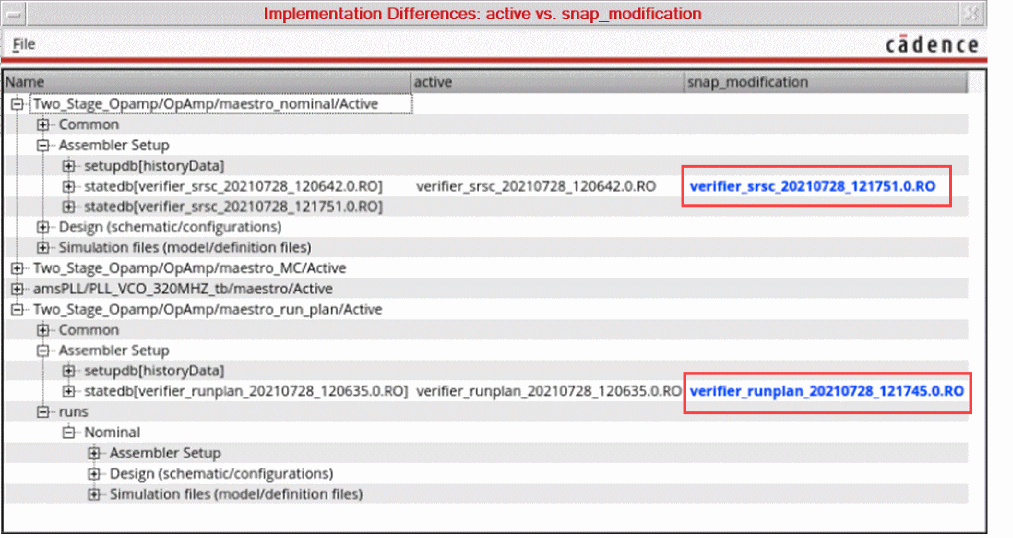 Implementation Differences: active vs. snap_modification
File
cādence
Name active snap_modification
Two_Stage_Opamp/OpAmp/maestro_nominal/Active
Common
Assembler Setup
setupdb[historyData]
statedb[verifier_srsc_20210728_120642.0.RO] verifier_srsc_20210728_120642.0.RO verifier_srsc_20210728_121751.0.RO
statedb[verifier_srsc_20210728_121751.0.RO]
Design (schematic/configurations)
Simulation files (model/definition files)
Two_Stage_Opamp/OpAmp/maestro_MC/Active
amsPLL/PLL_VCO_320MHZ_tb/maestro/Active
Two_Stage_Opamp/OpAmp/maestro_run_plan/Active
Common
Assembler Setup
setupdb[historyData]
statedb[verifier_runplan_20210728_120635.0.RO] verifier_runplan_20210728_120635.0.RO verifier_runplan_20210728_121745.0.RO
runs
Nominal
Assembler Setup
Design (schematic/configurations)
Simulation files (model/definition files)